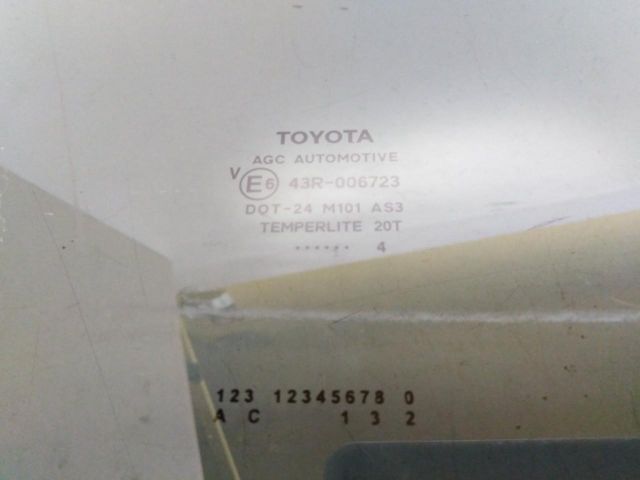 TOYOTA
AGC AUTOMOTIVE
V E6 43R-006723
DOT-24 M101 AS3
TEMPERLITE 20T
...... 4
123 12345678 0
A C 1 3 2